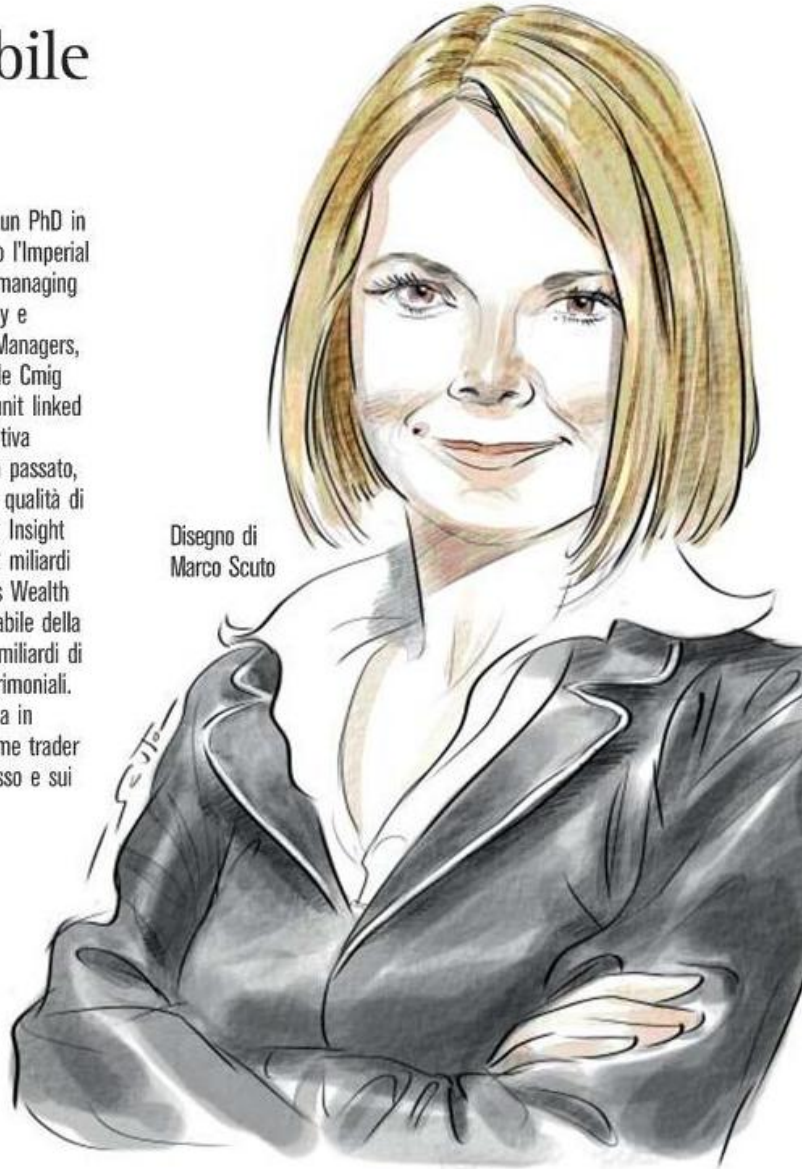 bile
un PhD in
o l'Imperial
managing
y e
Managers,
le Cmig
unit linked
tiva
passato,
qualità di
Insight
miliardi
s Wealth
abile della
miliardi di
rimoniali.
a in
me trader
sso e sui
Disegno di
Marco Scuto
Scuto